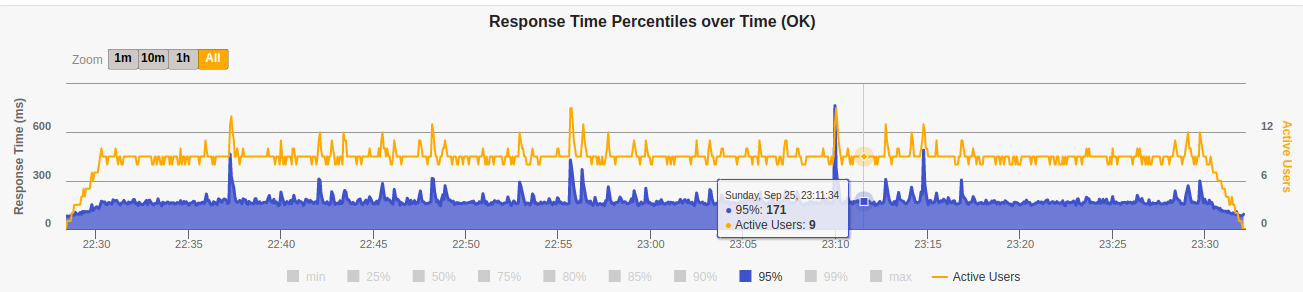 Response Time Percentiles over Time (OK)
Zoom 1m 10m 1h All
Response Time (ms)
600
300
0
12
6
0
Active Users
Sunday, Sep 25, 23:11:34
95%: 171
Active Users: 9
22:30 22:35 22:40 22:45 22:50 22:55 23:00 23:05 23:10 23:15 23:20 23:25 23:30
min 25% 50% 75% 80% 85% 90% 95% 99% max Active Users